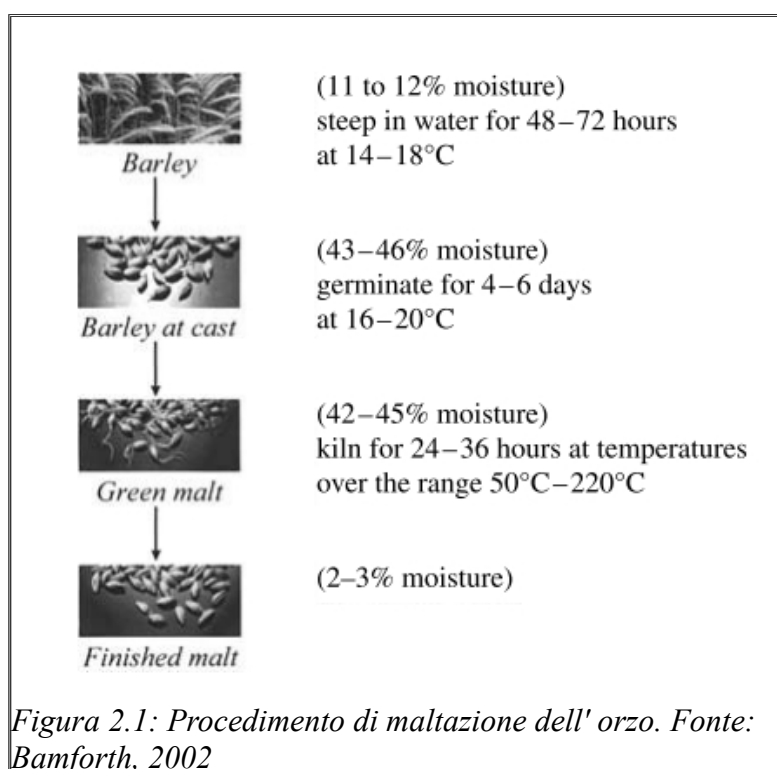 (11 to 12% moisture)
steep in water for 48–72 hours
at 14–18°C
Barley
(43–46% moisture)
germinate for 4–6 days
at 16–20°C
Barley at cast
(42–45% moisture)
kiln for 24–36 hours at temperatures
over the range 50°C–220°C
Green malt
(2–3% moisture)
Finished malt
Figura 2.1: Procedimento di maltazione dell' orzo. Fonte:
Bamforth, 2002